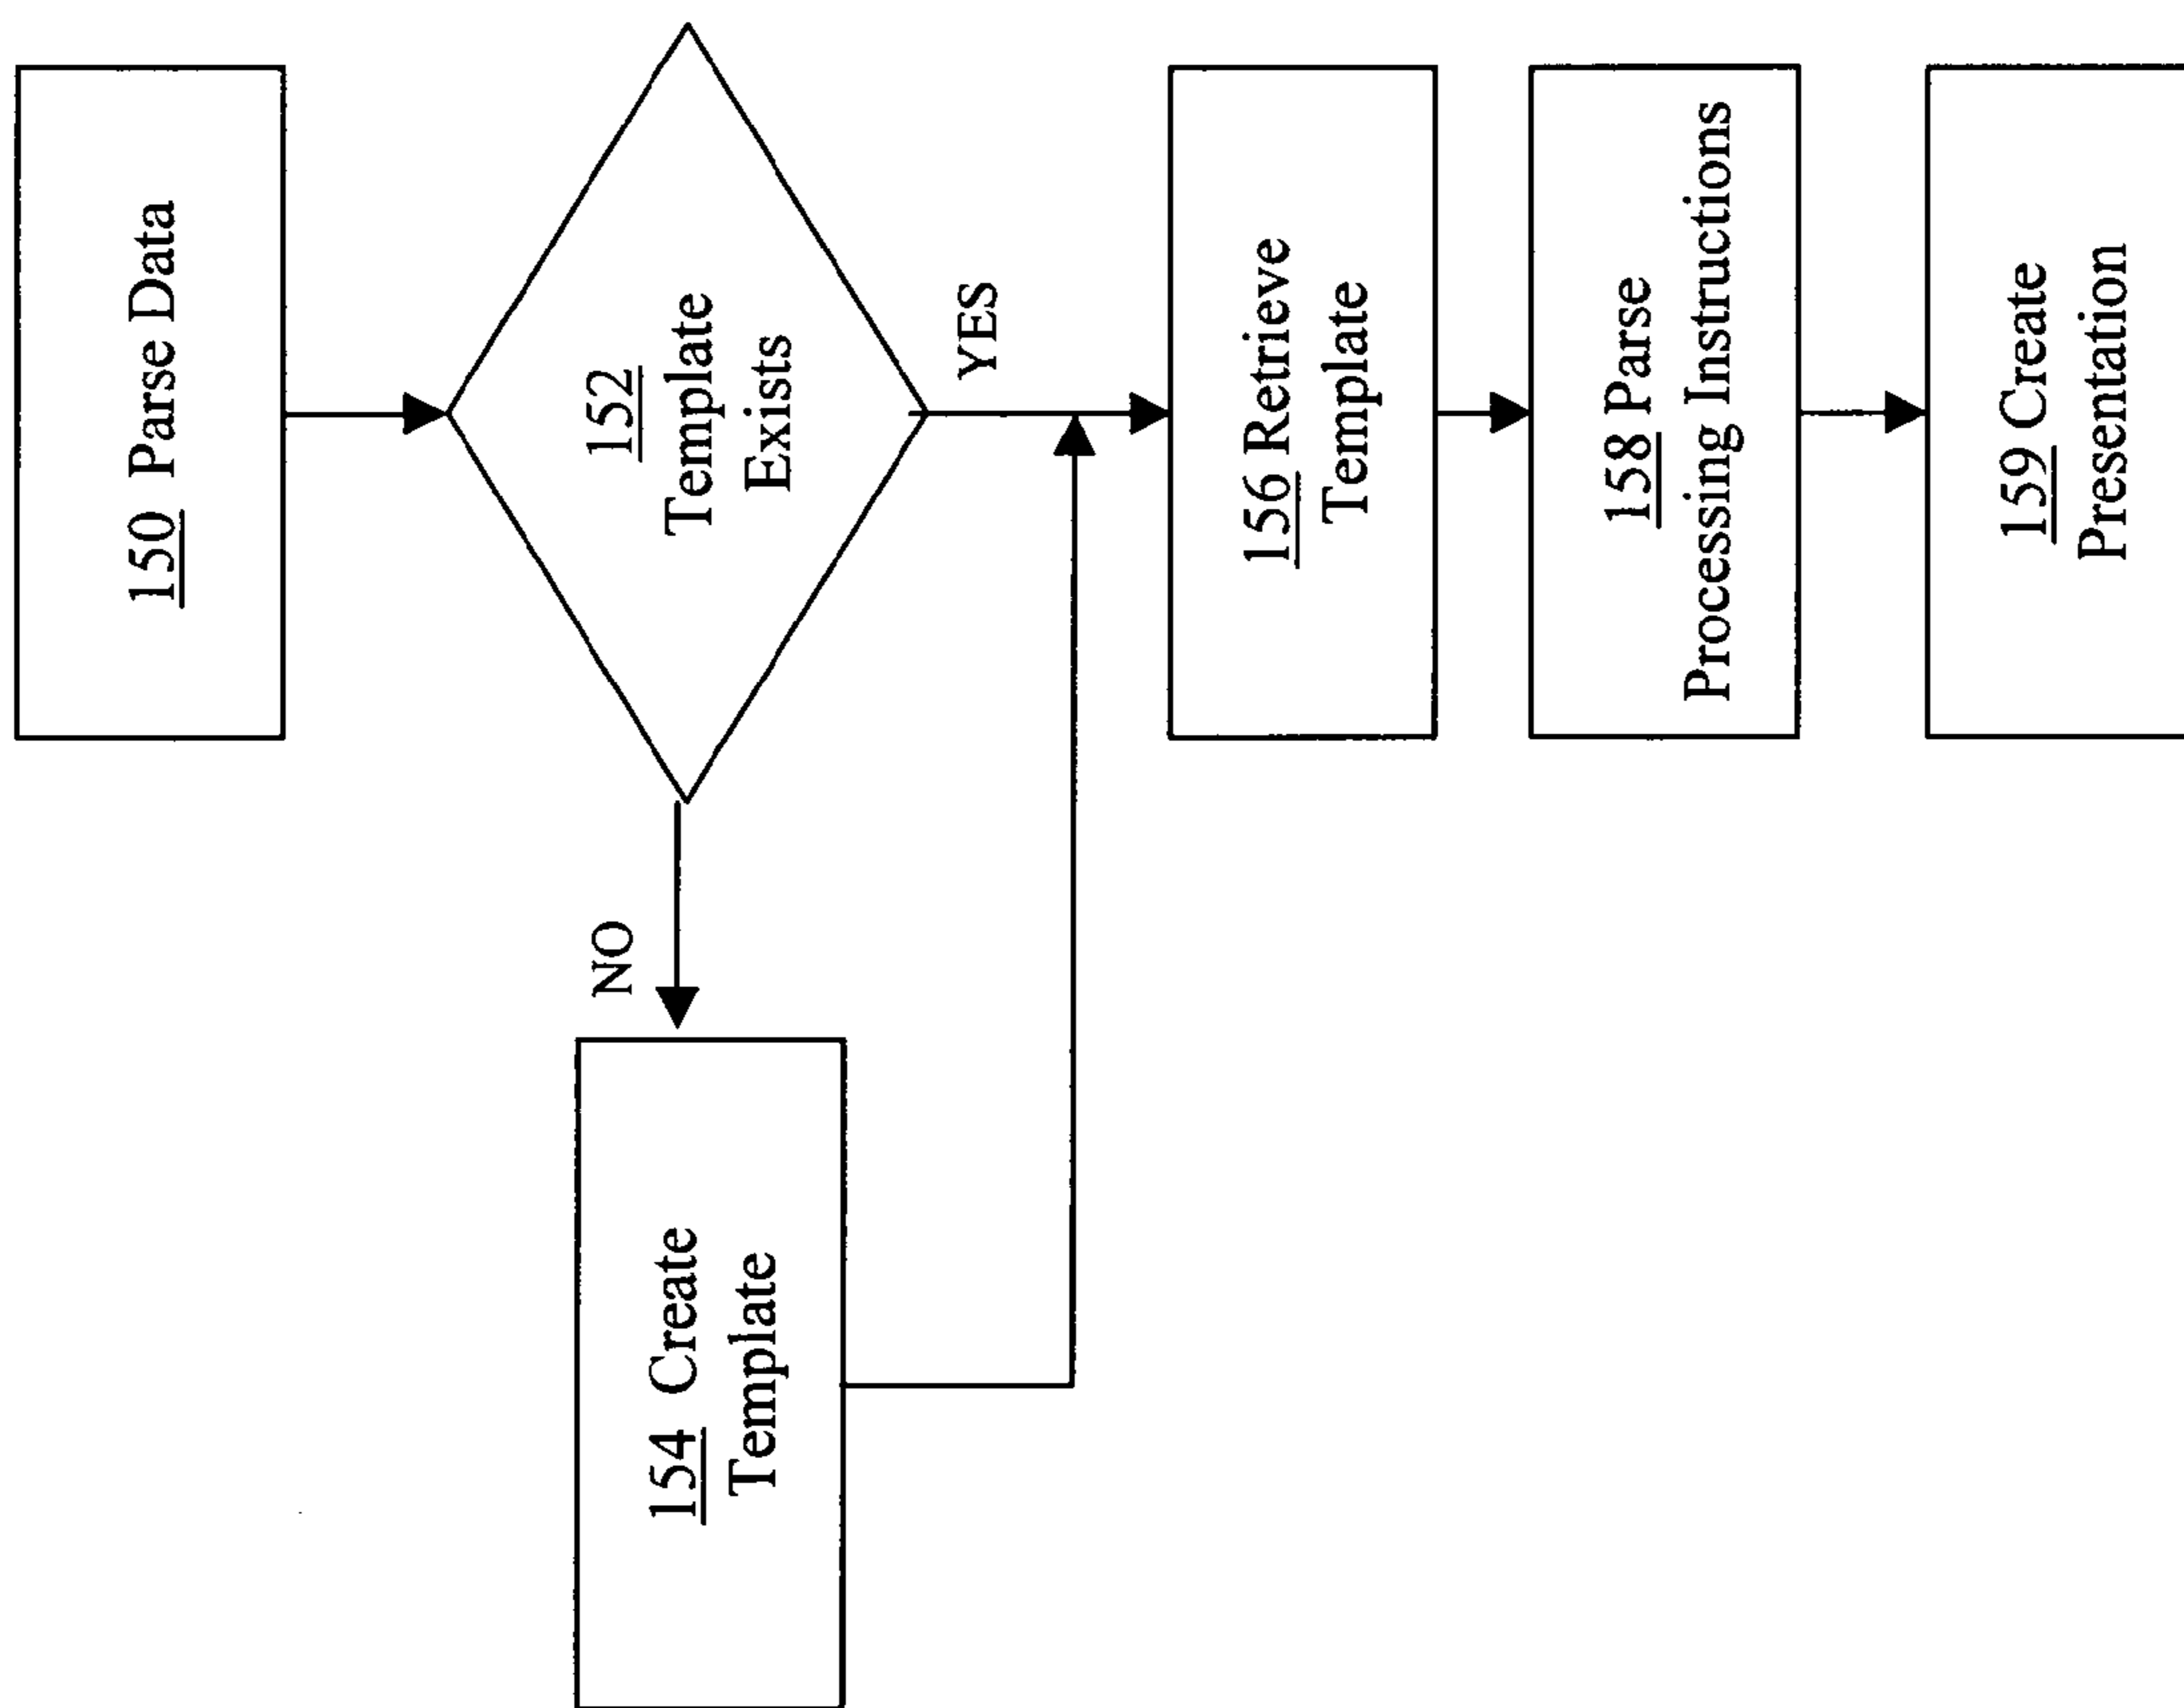 150 Parse Data
152
Template
Exists
NO
YES
154 Create
Template
156 Retrieve
Template
158 Parse
Processing Instructions
159 Create
Presentation